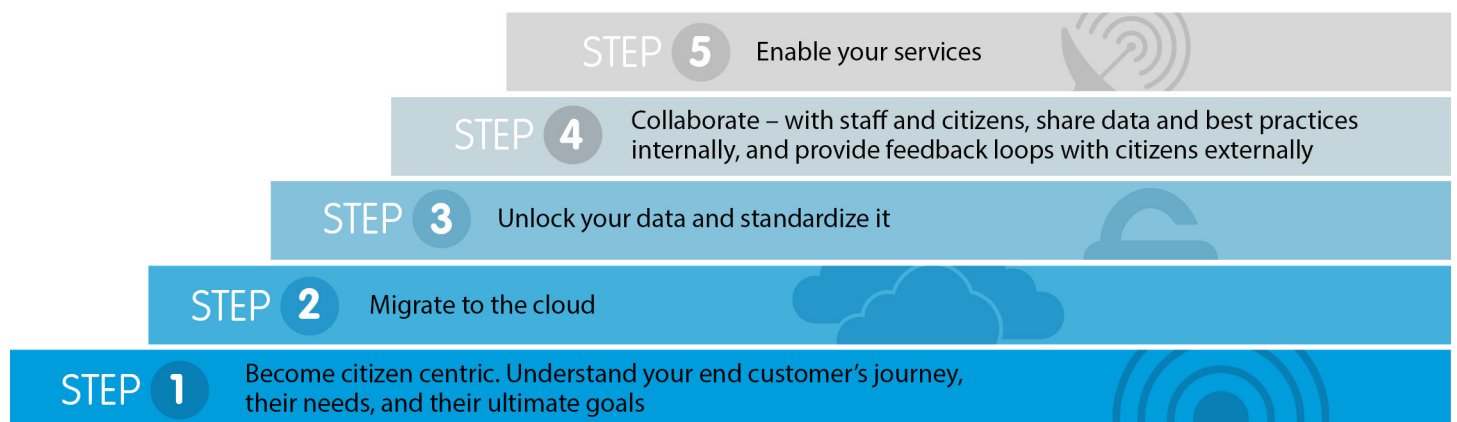 STEP 5 Enable your services
STEP 4 Collaborate – with staff and citizens, share data and best practices
internally, and provide feedback loops with citizens externally
STEP 3 Unlock your data and standardize it
STEP 2 Migrate to the cloud
STEP 1 Become citizen centric. Understand your end customer’s journey,
their needs, and their ultimate goals